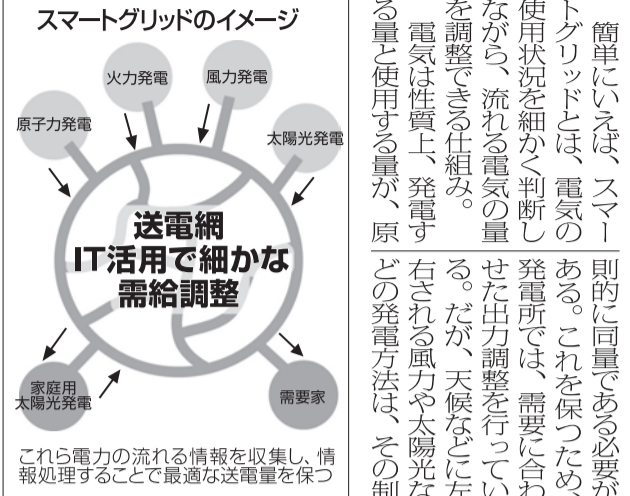 スマートグリッドのイメージ
原子力発電
火力発電
風力発電
太陽光発電
送電網
IT活用で細かな
需給調整
家庭用
太陽光発電
需要家
これら電力の流れる情報を収集し、情
報処理することで最適な送電量を保つ
簡単にいえば、スマー
トグリッドとは、電気の
使用状況を細かく判断し
ながら、流れる電気の量
を調整できる仕組み。
電気は性質上、発電す
る量と使用する量が、原
則的に同量である必要が
ある。これを保つため、
発電所では、需要に合わ
せた出力調整を行ってい
る。だが、天候などに左
右される風力や太陽光な
どの発電方法は、その制